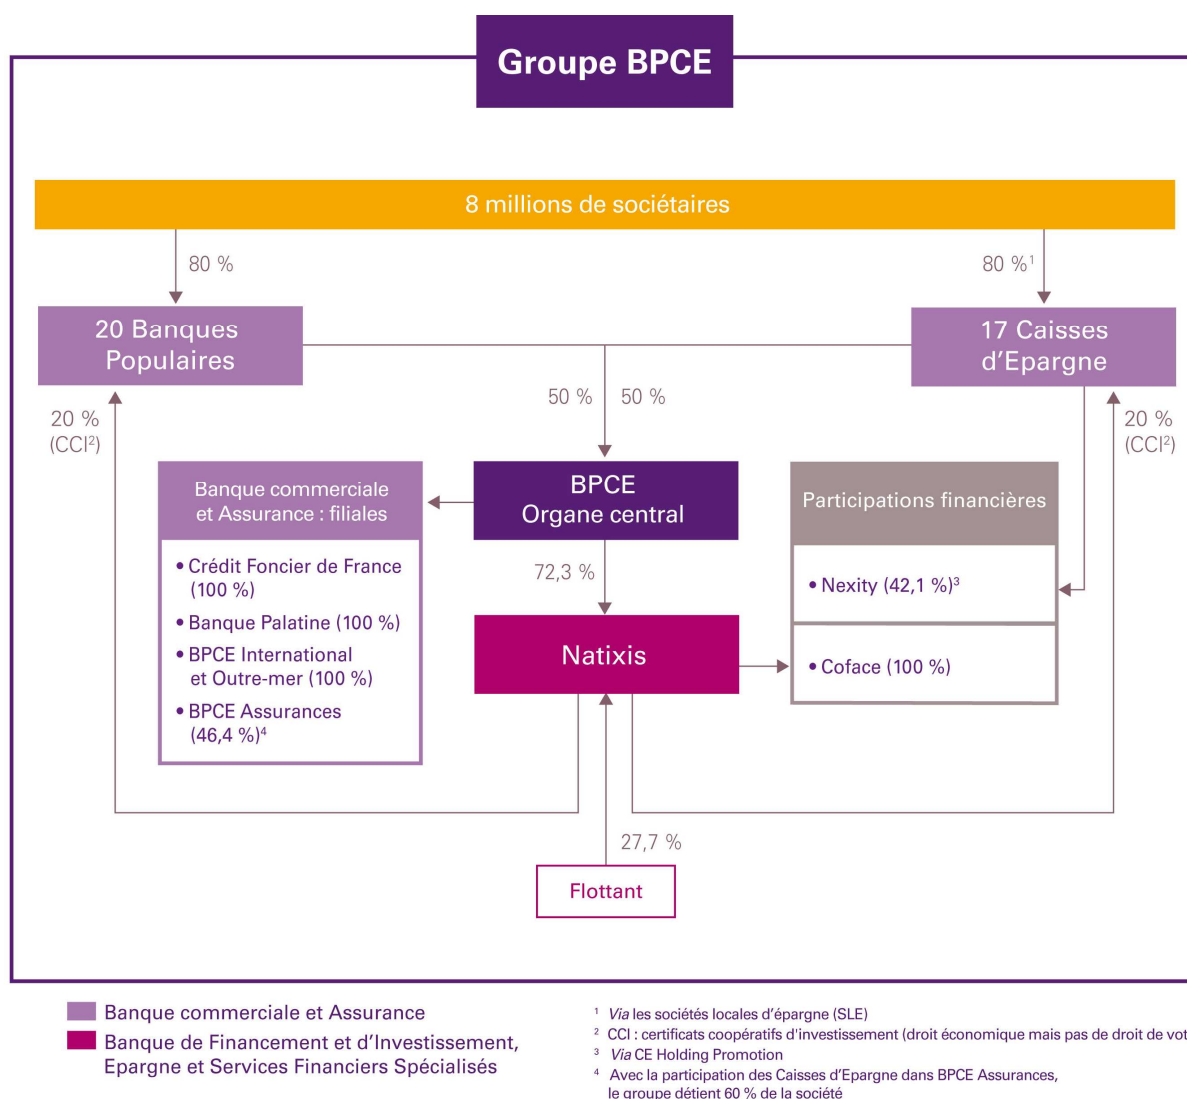 Groupe BPCE
8 millions de sociétaires
80 %
80 %¹
20 Banques
Populaires
17 Caisses
d’Epargne
50 %
50 %
20 %
(CCI²)
20 %
(CCI²)
Banque commerciale
et Assurance : filiales
BPCE
Organe central
Participations financières
• Crédit Foncier de France
(100 %)
• Banque Palatine (100 %)
• BPCE International
et Outre-mer (100 %)
• BPCE Assurances
(46,4 %)⁴
72,3 %
Natixis
• Nexity (42,1 %)³
• Coface (100 %)
27,7 %
Flottant
Banque commerciale et Assurance
Banque de Financement et d’Investissement,
Epargne et Services Financiers Spécialisés
¹ Via les sociétés locales d’épargne (SLE)
² CCI : certificats coopératifs d'investissement (droit économique mais pas de droit de vot
³ Via CE Holding Promotion
⁴ Avec la participation des Caisses d’Epargne dans BPCE Assurances,
le groupe détient 60 % de la société